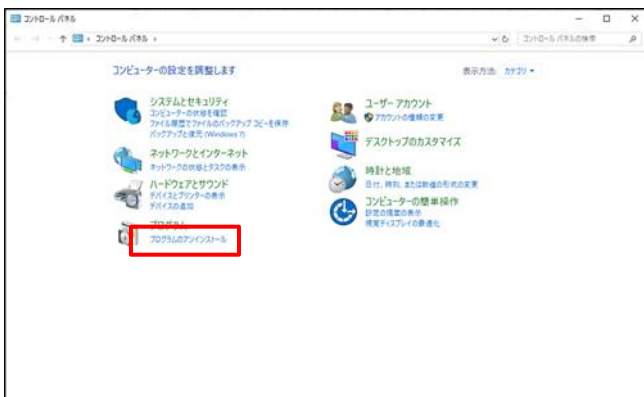 コントロール パネル
コントロール パネル
コントロール パネルの検索
コンピューターの設定を調整します
表示方法: カテゴリ
システムとセキュリティ
コンピューターの状態を確認
ファイル履歴でファイルのバックアップ コピーを保存
バックアップと復元 (Windows 7)
ネットワークとインターネット
ネットワークの状態とタスクの表示
ハードウェアとサウンド
デバイスとプリンターの表示
デバイスの追加
プログラム
プログラムのアンインストール
ユーザー アカウント
アカウントの種類の変更
デスクトップのカスタマイズ
時計と地域
日付、時刻、または数値の形式の変更
コンピューターの簡単操作
設定の提案の表示
視覚ディスプレイの最適化